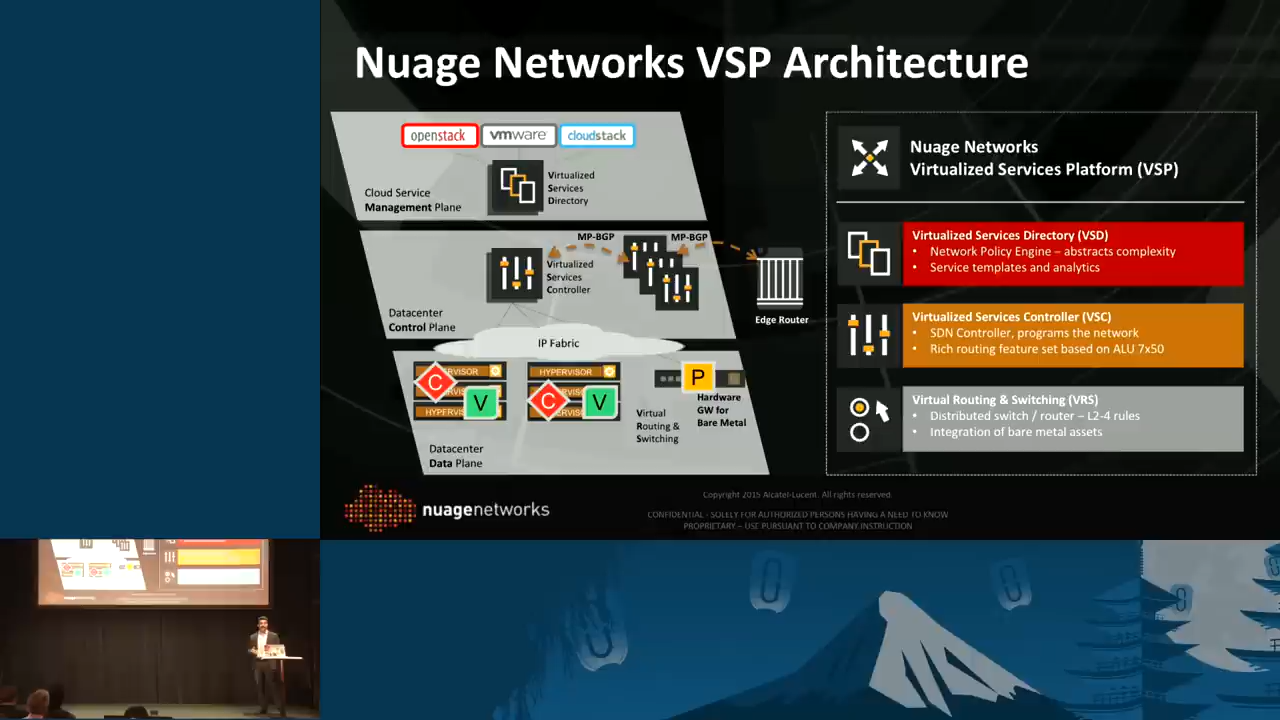 Nuage Networks VSP Architecture
openstack
vmware
cloudstack
Virtualized
Services
Directory
Cloud Service
Management Plane
MP-BGP
MP-BGP
Virtualized
Services
Controller
Datacenter
Control Plane
Edge Router
IP Fabric
HYPERVISOR
C
V
HYPERVISOR
C
V
P
Virtual
Routing &
Switching
Hardware
GW for
Bare Metal
Datacenter
Data Plane
Nuage Networks
Virtualized Services Platform (VSP)
Virtualized Services Directory (VSD)
• Network Policy Engine – abstracts complexity
• Service templates and analytics
Virtualized Services Controller (VSC)
• SDN Controller, programs the network
• Rich routing feature set based on ALU 7x50
Virtual Routing & Switching (VRS)
• Distributed switch / router – L2-4 rules
• Integration of bare metal assets
nuagenetworks
Copyright 2015 Alcatel-Lucent. All rights reserved.
CONFIDENTIAL - SOLELY FOR AUTHORIZED PERSONS HAVING A NEED TO KNOW
PROPRIETARY – USE PURSUANT TO COMPANY INSTRUCTION